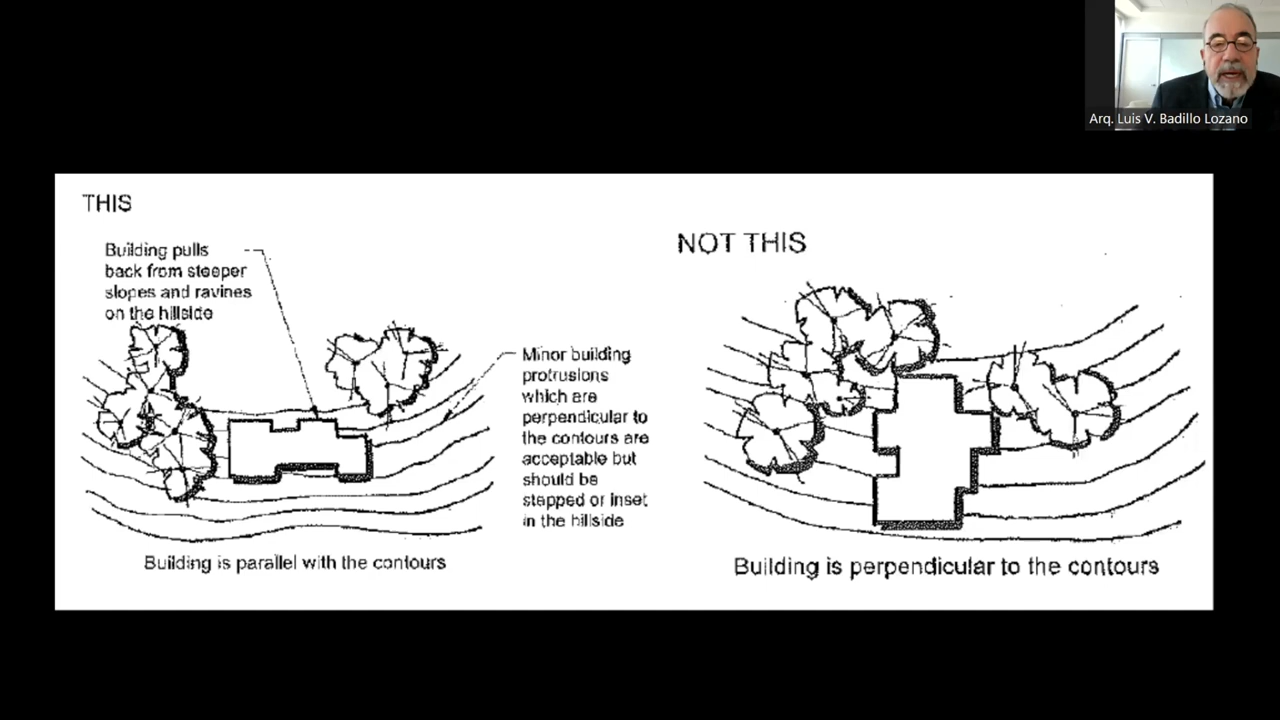 Arq. Luis V. Badillo Lozano
THIS
Building pulls
back from steeper
slopes and ravines
on the hillside
Minor building
protrusions
which are
perpendicular to
the contours are
acceptable but
should be
stepped or inset
in the hillside
Building is parallel with the contours
NOT THIS
Building is perpendicular to the contours